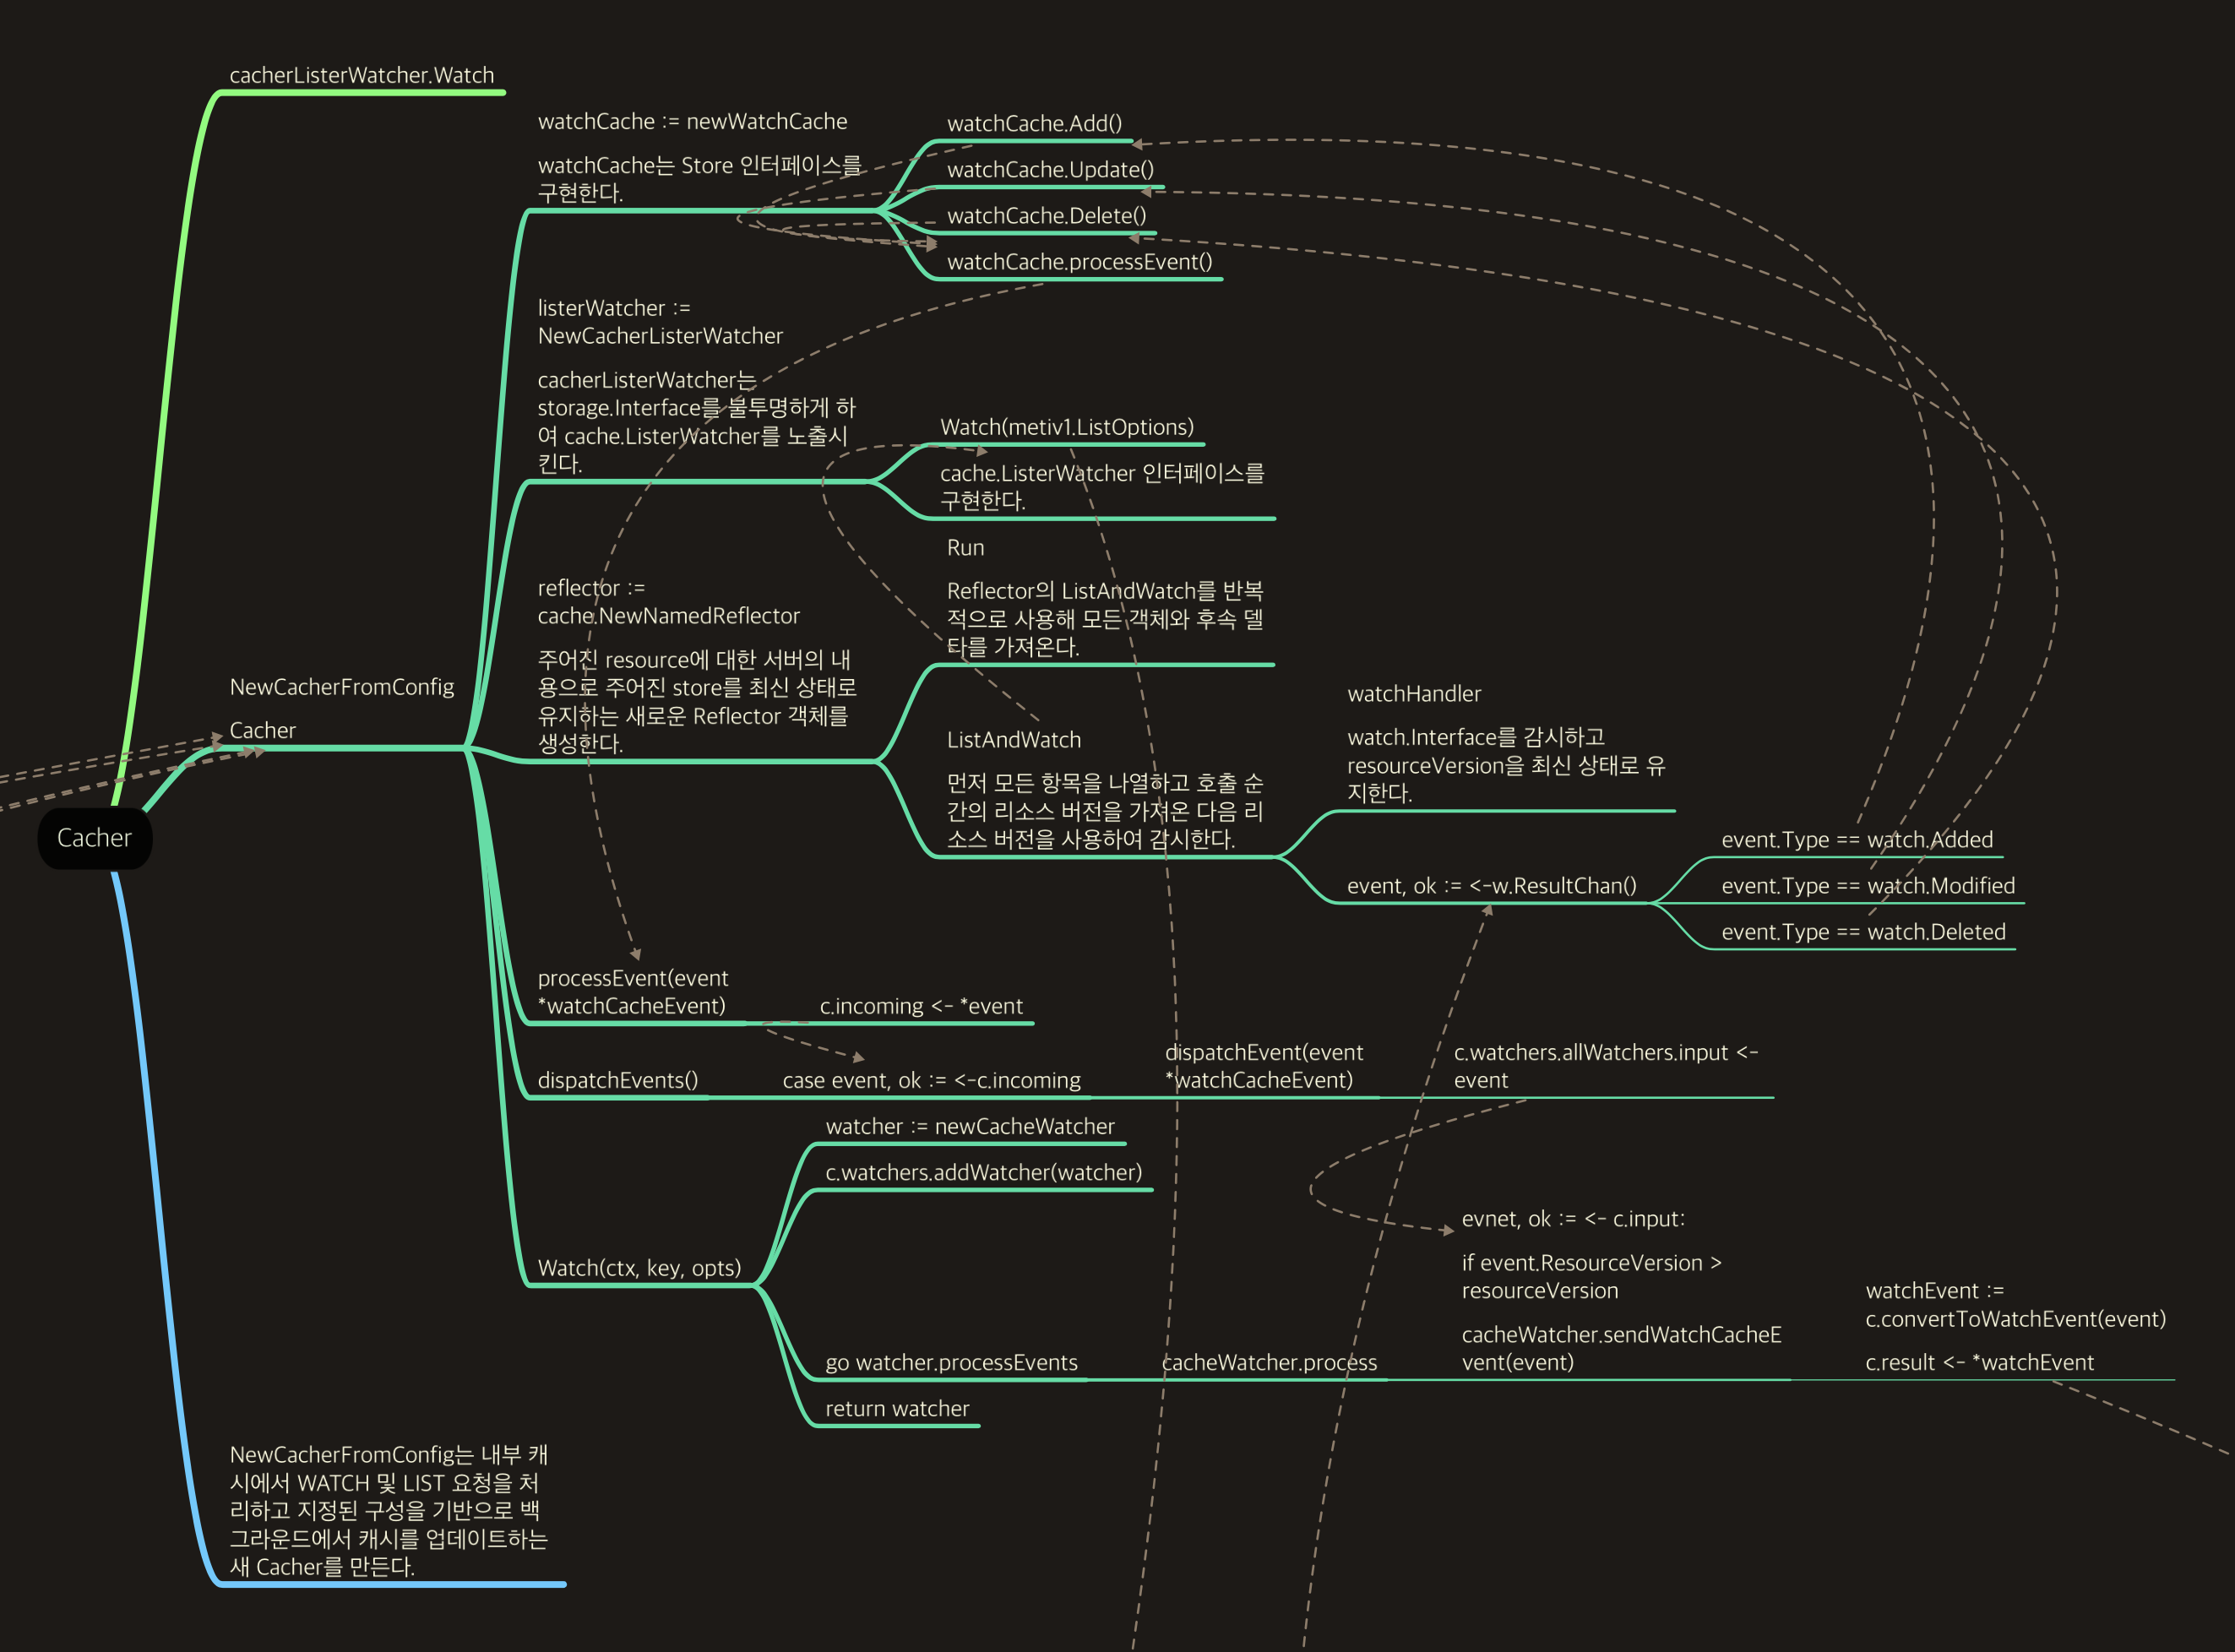 cacherListerWatcher.Watch
watchCache := newWatchCache
watchCache는 Store 인터페이스를
구현한다.
watchCache.Add()
watchCache.Update()
watchCache.Delete()
watchCache.processEvent()
listerWatcher :=
NewCacherListerWatcher
cacherListerWatcher는
storage.Interface를 불투명하게 하
여 cache.ListerWatcher를 노출시
킨다.
Watch(metiv1.ListOptions)
cache.ListerWatcher 인터페이스를
구현한다.
reflector :=
cache.NewNamedReflector
주어진 resource에 대한 서버의 내
용으로 주어진 store를 최신 상태로
유지하는 새로운 Reflector 객체를
생성한다.
Run
Reflector의 ListAndWatch를 반복
적으로 사용해 모든 객체와 후속 델
타를 가져온다.
ListAndWatch
먼저 모든 항목을 나열하고 호출 순
간의 리소스 버전을 가져온 다음 리
소스 버전을 사용하여 감시한다.
watchHandler
watch.Interface를 감시하고
resourceVersion을 최신 상태로 유
지한다.
event, ok := <-w.ResultChan()
event.Type == watch.Added
event.Type == watch.Modified
event.Type == watch.Deleted
NewCacherFromConfig
Cacher
Cacher
processEvent(event
*watchCacheEvent)
c.incoming <- *event
dispatchEvents()
case event, ok := <-c.incoming
dispatchEvent(event
*watchCacheEvent)
c.watchers.allWatchers.input <-
event
Watch(ctx, key, opts)
watcher := newCacheWatcher
c.watchers.addWatcher(watcher)
go watcher.processEvents
cacheWatcher.process
evnet, ok := <- c.input:
if event.ResourceVersion >
resourceVersion
cacheWatcher.sendWatchCacheE
vent(event)
watchEvent :=
c.convertToWatchEvent(event)
c.result <- *watchEvent
return watcher
NewCacherFromConfig는 내부 캐
시에서 WATCH 및 LIST 요청을 처
리하고 지정된 구성을 기반으로 백
그라운드에서 캐시를 업데이트하는
새 Cacher를 만든다.